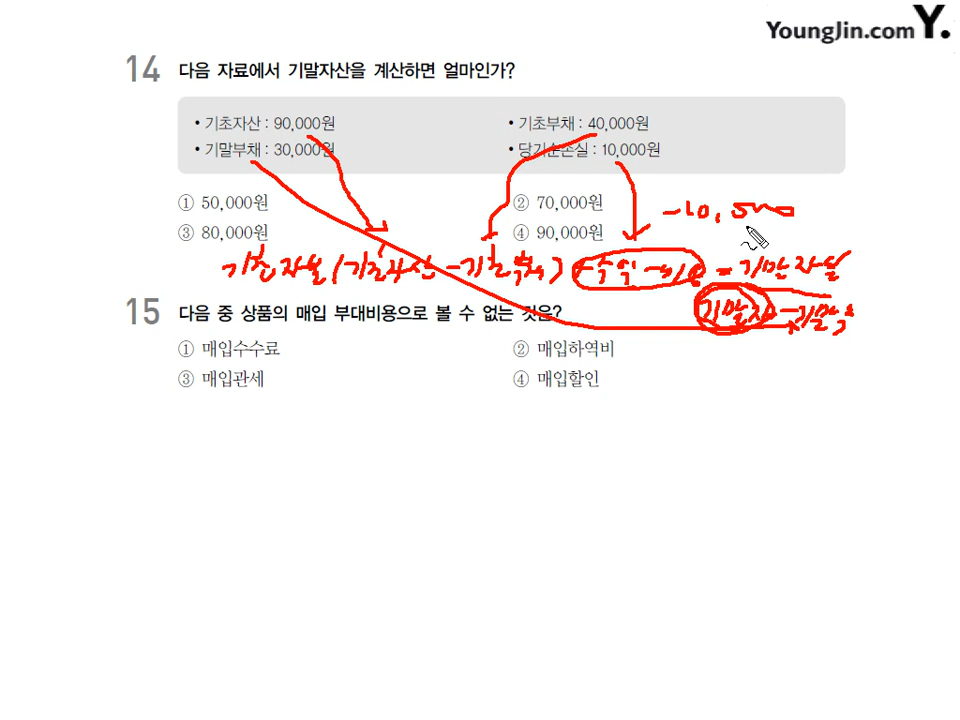 YoungJin.com Y.
14 다음 자료에서 기말자산을 계산하면 얼마인가?
• 기초자산 : 90,000원 • 기초부채 : 40,000원
• 기말부채 : 30,000원 • 당기순손실 : 10,000원
① 50,000원 ② 70,000원
-10,000
③ 80,000원 ④ 90,000원
기초자본(기초자산 -기초부채) +수익 -비용 = 기말자본
기말자 -기말부
15 다음 중 상품의 매입 부대비용으로 볼 수 없는 것은?
① 매입수수료 ② 매입하역비
③ 매입관세 ④ 매입할인